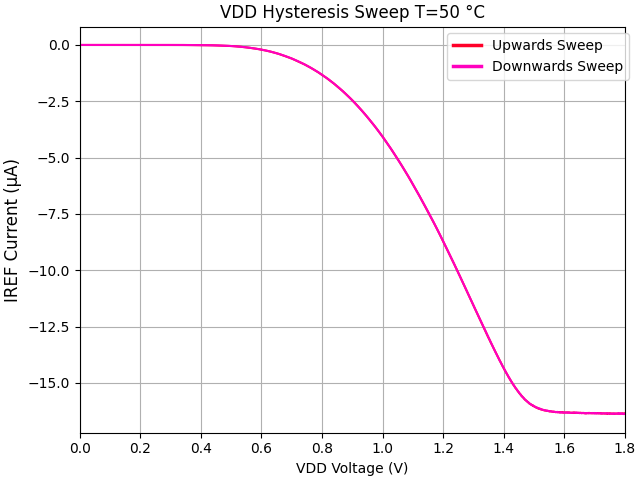 VDD Hysteresis Sweep T=50 °C
Upwards Sweep
Downwards Sweep
IREF Current (μA)
0.0
−2.5
−5.0
−7.5
−10.0
−12.5
−15.0
0.0 0.2 0.4 0.6 0.8 1.0 1.2 1.4 1.6 1.8
VDD Voltage (V)